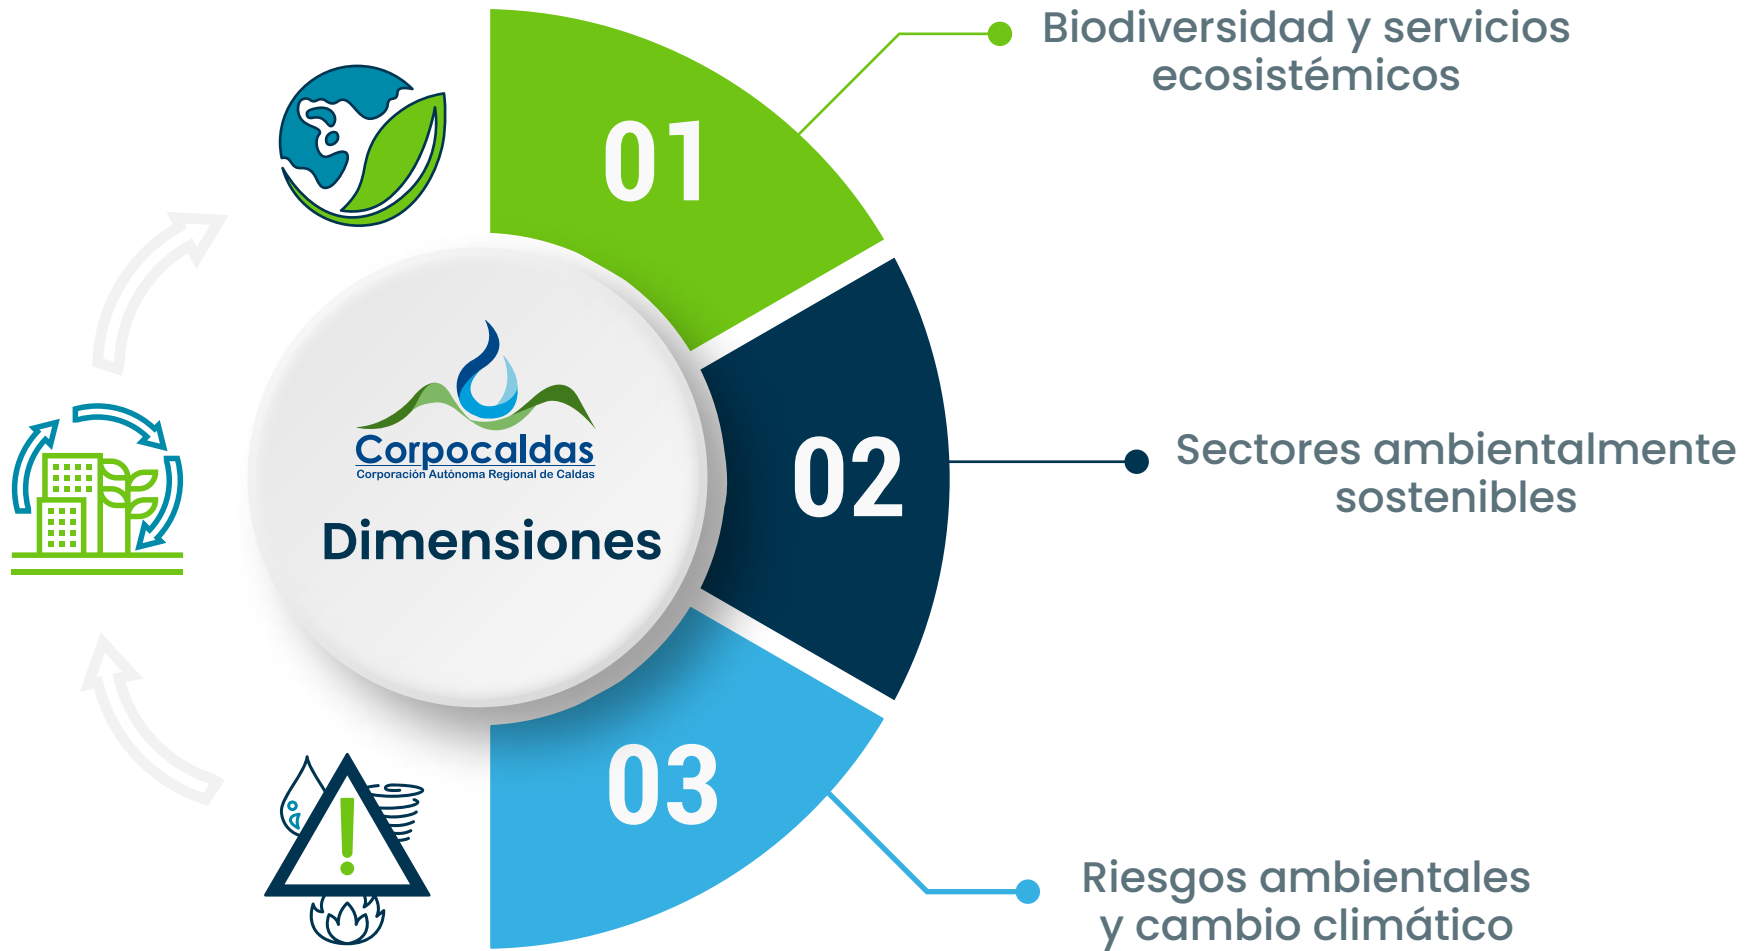 Biodiversidad y servicios
ecosistémicos
01
Corpocaldas
Corporación Autónoma Regional de Caldas
Dimensiones
02
Sectores ambientalmente
sostenibles
03
Riesgos ambientales
y cambio climático